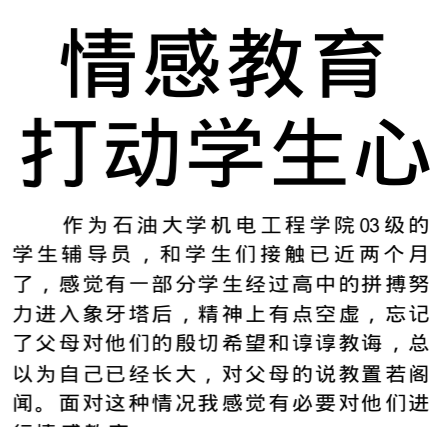 情感教育
打动学生心
作为石油大学机电工程学院03级的
学生辅导员，和学生们接触已近两个月
了，感觉有一部分学生经过高中的拼搏努
力进入象牙塔后，精神上有点空虚，忘记
了父母对他们的殷切希望和谆谆教诲，总
以为自己已经长大，对父母的说教置若阁
闻。面对这种情况我感觉有必要对他们进